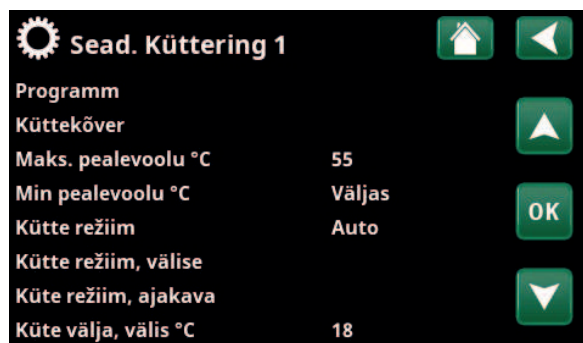 Sead. Küttering 1
Programm
Küttekõver
Maks. pealevoolu °C 55
Min pealevoolu °C Väljas
Kütte režiim Auto
Kütte režiim, välise
Küte režiim, ajakava
Küte välja, välis °C 18
OK